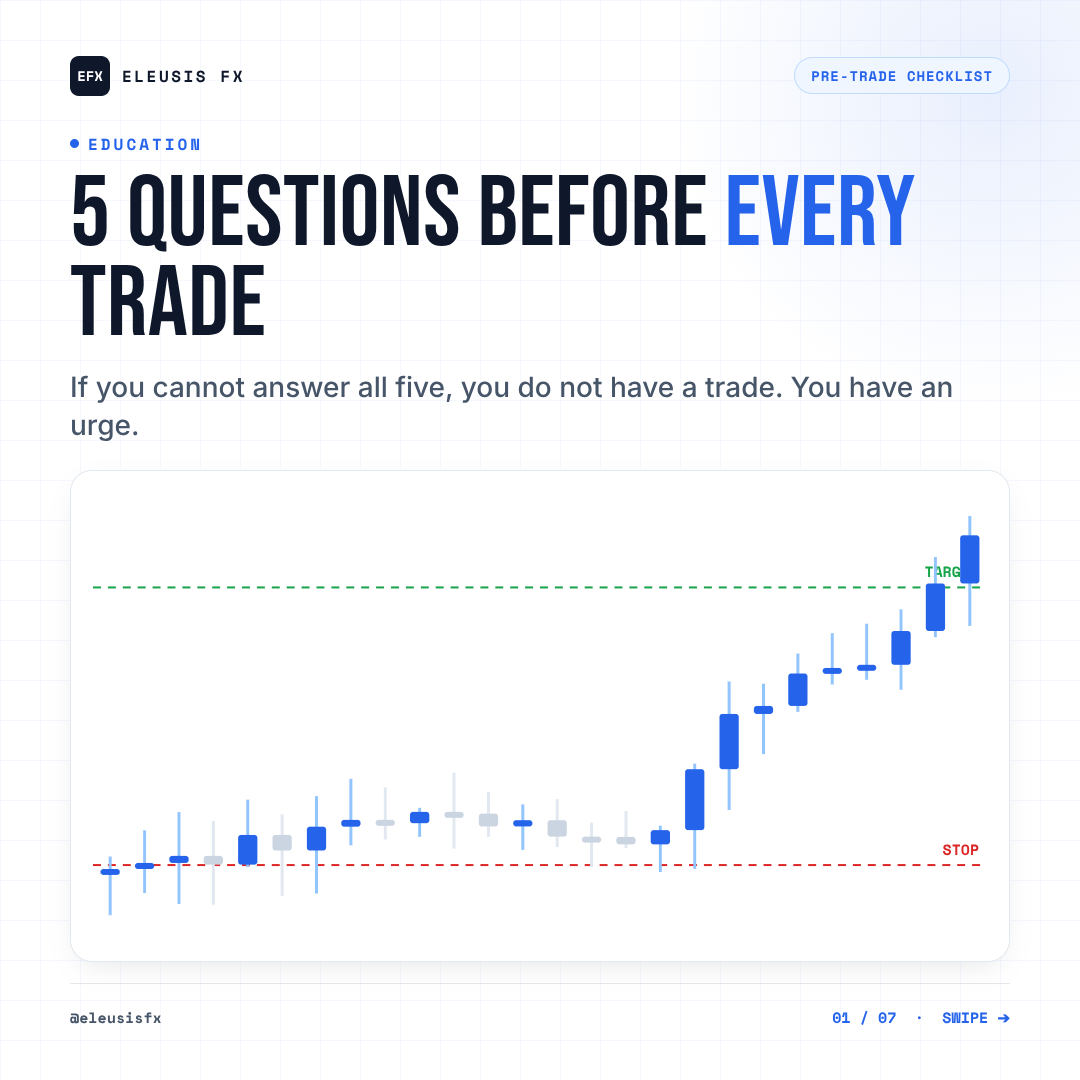 EFX ELEUSIS FX
PRE-TRADE CHECKLIST
EDUCATION
5 QUESTIONS BEFORE EVERY
TRADE
If you cannot answer all five, you do not have a trade. You have an
urge.
TARG
STOP
@eleusisfx
01 / 07 · SWIPE ➔